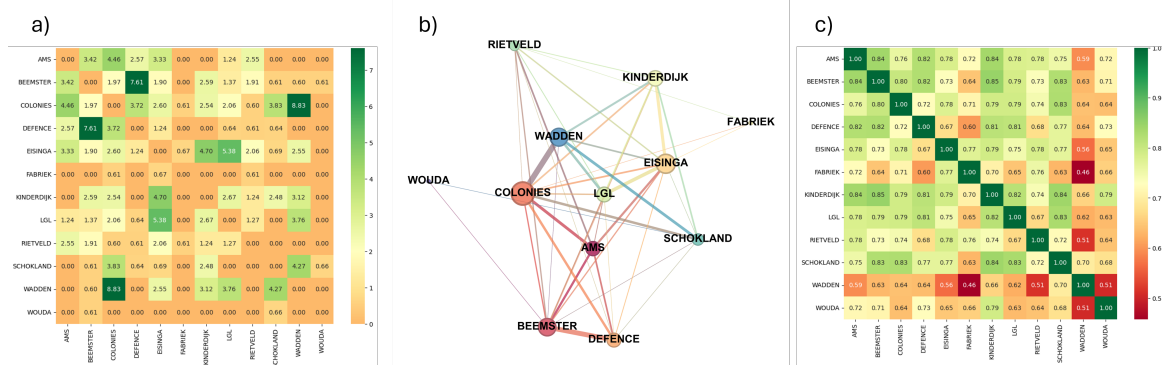 a)
AMS 0.00 3.42 4.46 2.57 3.33 0.00 0.00 1.24 2.55 0.00 0.00 0.00
BEEMSTER 3.42 0.00 1.97 7.61 1.90 0.00 2.59 1.37 1.91 0.61 0.60 0.61
COLONIES 4.46 1.97 0.00 3.72 2.60 0.61 2.54 2.06 0.60 3.83 8.83 0.00
DEFENCE 2.57 7.61 3.72 0.00 1.24 0.00 0.00 0.64 0.61 0.64 0.00 0.00
EISINGA 3.33 1.90 2.60 1.24 0.00 0.67 4.70 5.38 2.06 0.69 2.55 0.00
FABRIEK 0.00 0.00 0.61 0.00 0.67 0.00 0.00 0.00 0.00 0.00 0.00 0.00
KINDERDIJK 0.00 2.59 2.54 0.00 4.70 0.00 0.00 2.67 1.24 2.48 3.12 0.00
LGL 1.24 1.37 2.06 0.64 5.38 0.00 2.67 0.00 1.27 0.00 3.76 0.00
RIETVELD 2.55 1.91 0.60 0.61 2.06 0.00 1.24 1.27 0.00 0.00 0.00 0.00
SCHOKLAND 0.00 0.61 3.83 0.64 0.69 0.00 2.48 0.00 0.00 0.00 4.27 0.66
WADDEN 0.00 0.60 8.83 0.00 2.55 0.00 3.12 3.76 0.00 4.27 0.00 0.00
WOUDA 0.00 0.61 0.00 0.00 0.00 0.00 0.00 0.00 0.00 0.66 0.00 0.00
AMS BEEMSTER COLONIES DEFENCE EISINGA FABRIEK KINDERDIJK LGL RIETVELD SCHOKLAND WADDEN WOUDA
7
6
5
4
3
2
1
0
b)
RIETVELD
KINDERDIJK
FABRIEK
WADDEN
EISINGA
WOUDA
COLONIES
LGL
SCHOKLAND
AMS
BEEMSTER
DEFENCE
c)
AMS 1.00 0.84 0.76 0.82 0.78 0.72 0.84 0.78 0.78 0.75 0.59 0.72
BEEMSTER 0.84 1.00 0.80 0.82 0.73 0.64 0.85 0.79 0.73 0.83 0.63 0.71
COLONIES 0.76 0.80 1.00 0.72 0.78 0.71 0.79 0.79 0.74 0.83 0.64 0.64
DEFENCE 0.82 0.82 0.72 1.00 0.67 0.60 0.81 0.81 0.68 0.77 0.64 0.73
EISINGA 0.78 0.73 0.78 0.67 1.00 0.77 0.79 0.75 0.78 0.77 0.56 0.65
FABRIEK 0.72 0.64 0.71 0.60 0.77 1.00 0.70 0.65 0.76 0.63 0.46 0.66
KINDERDIJK 0.84 0.85 0.79 0.81 0.79 0.70 1.00 0.82 0.74 0.84 0.66 0.79
LGL 0.78 0.79 0.79 0.81 0.75 0.65 0.82 1.00 0.67 0.83 0.62 0.63
RIETVELD 0.78 0.73 0.74 0.68 0.78 0.76 0.74 0.67 1.00 0.72 0.51 0.64
SCHOKLAND 0.75 0.83 0.83 0.77 0.77 0.63 0.84 0.83 0.72 1.00 0.70 0.68
WADDEN 0.59 0.63 0.64 0.64 0.56 0.46 0.66 0.62 0.51 0.70 1.00 0.51
WOUDA 0.72 0.71 0.64 0.73 0.65 0.66 0.79 0.63 0.64 0.68 0.51 1.00
AMS BEEMSTER COLONIES DEFENCE EISINGA FABRIEK KINDERDIJK LGL RIETVELD SCHOKLAND WADDEN WOUDA
1.0
0.9
0.8
0.7
0.6
0.5